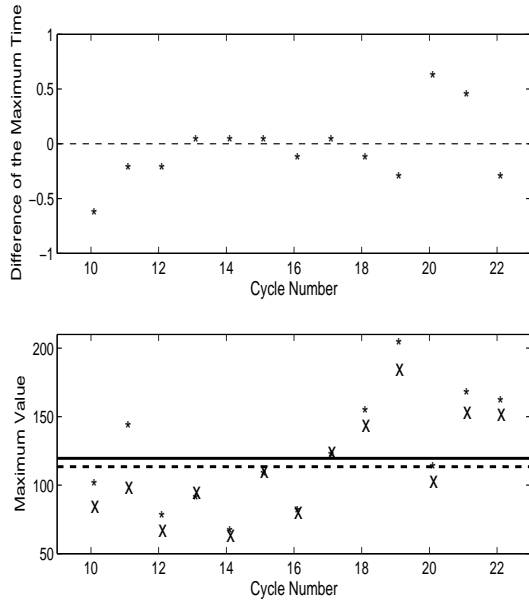 Difference of the Maximum Time
1
0.5
0
−0.5
−1
10 12 14 16 18 20 22
Cycle Number
Maximum Value
200
150
100
50
10 12 14 16 18 20 22
Cycle Number